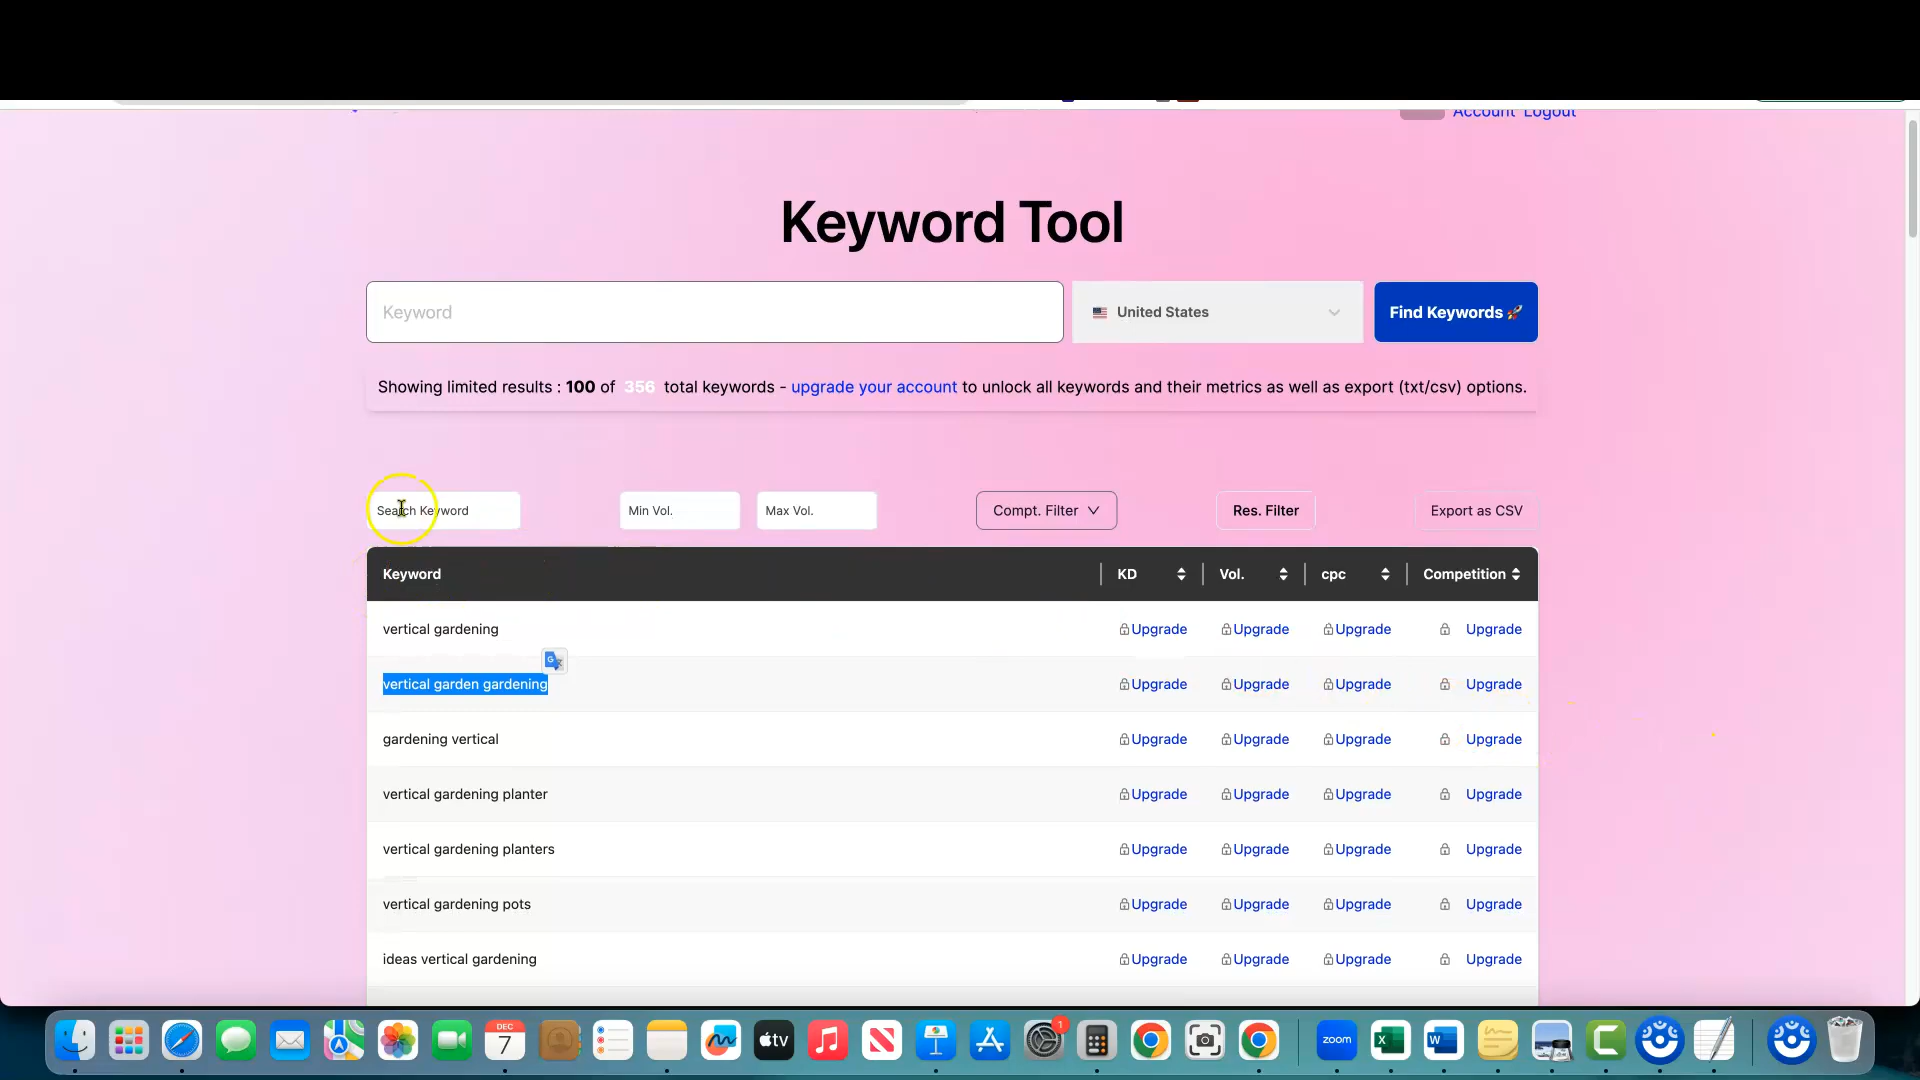 Account Logout
Keyword Tool
Keyword
United States
Find Keywords 🚀
Showing limited results : 100 of 356 total keywords - upgrade your account to unlock all keywords and their metrics as well as export (txt/csv) options.
Search Keyword
Min Vol.
Max Vol.
Compt. Filter
Res. Filter
Export as CSV
Keyword KD Vol. cpc Competition
vertical gardening Upgrade Upgrade Upgrade Upgrade
vertical garden gardening Upgrade Upgrade Upgrade Upgrade
gardening vertical Upgrade Upgrade Upgrade Upgrade
vertical gardening planter Upgrade Upgrade Upgrade Upgrade
vertical gardening planters Upgrade Upgrade Upgrade Upgrade
vertical gardening pots Upgrade Upgrade Upgrade Upgrade
ideas vertical gardening Upgrade Upgrade Upgrade Upgrade
DEC
7
tv
1
zoom
X
W
C